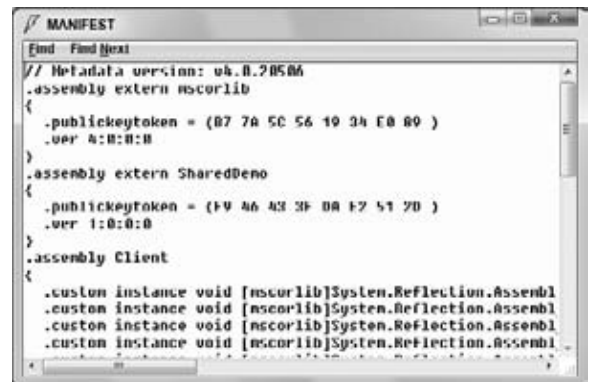 MANIFEST
Find Find Next
// Metadata version: v4.0.20506
.assembly extern mscorlib
{
.publickeytoken = (B7 7A 5C 56 19 34 E0 89 )
.ver 4:0:0:0
}
.assembly extern SharedDemo
{
.publickeytoken = ( 46 43 3F DA F2 51 2D )
.ver 1:0:0:0
}
.assembly Client
{
.custom instance void [mscorlib]System.Reflection.Assembl
.custom instance void [mscorlib]System.Reflection.Assembl
.custom instance void [mscorlib]System.Reflection.Assembl
.custom instance void [mscorlib]System.Reflection.Assembl